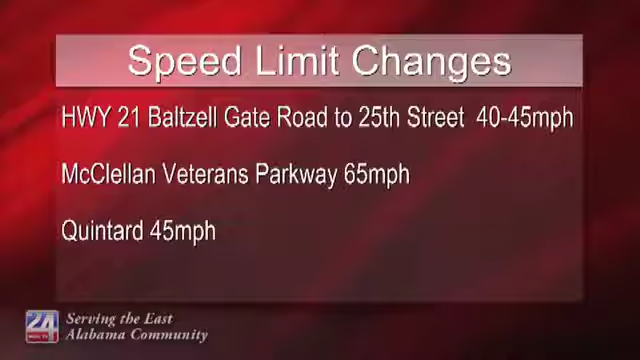 Speed Limit Changes
HWY 21 Baltzell Gate Road to 25th Street 40-45mph
McClellan Veterans Parkway 65mph
Quintard 45mph
24
Serving the East
Alabama Community